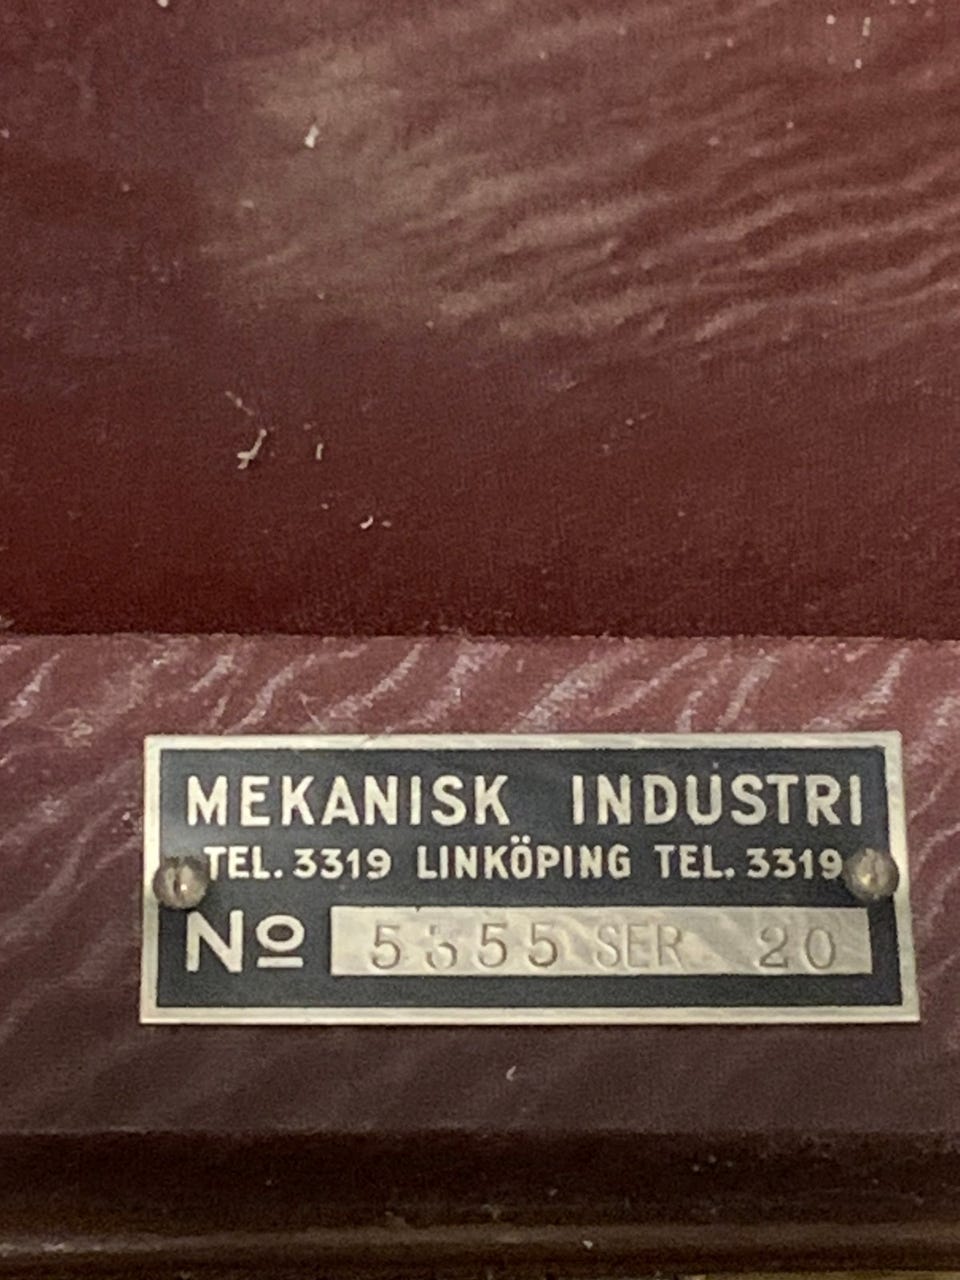 MEKANISK INDUSTRI
TEL. 3319 LINKÖPING TEL. 3319
No 5355 SER. 20